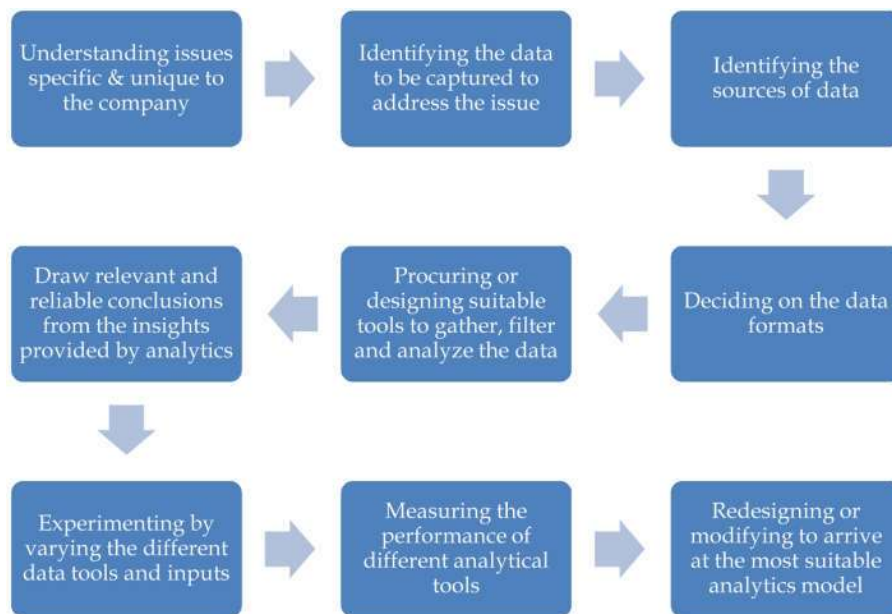 Understanding issues
specific & unique to
the company
Identifying the data
to be captured to
address the issue
Identifying the
sources of data
Deciding on the data
formats
Procuring or
designing suitable
tools to gather, filter
and analyze the data
Draw relevant and
reliable conclusions
from the insights
provided by analytics
Experimenting by
varying the different
data tools and inputs
Measuring the
performance of
different analytical
tools
Redesigning or
modifying to arrive
at the most suitable
analytics model